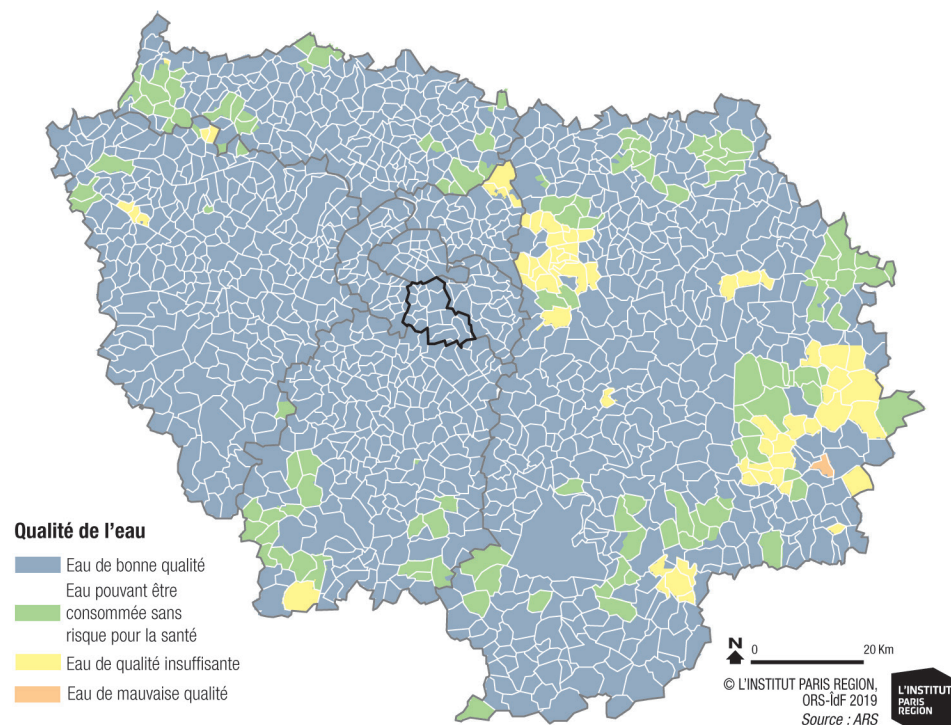 Qualité de l'eau
Eau de bonne qualité
Eau pouvant être
consommée sans
risque pour la santé
Eau de qualité insuffisante
Eau de mauvaise qualité
N
0 20 Km
© L'INSTITUT PARIS REGION,
ORS-ÎdF 2019
Source : ARS
L'INSTITUT
PARIS
REGION